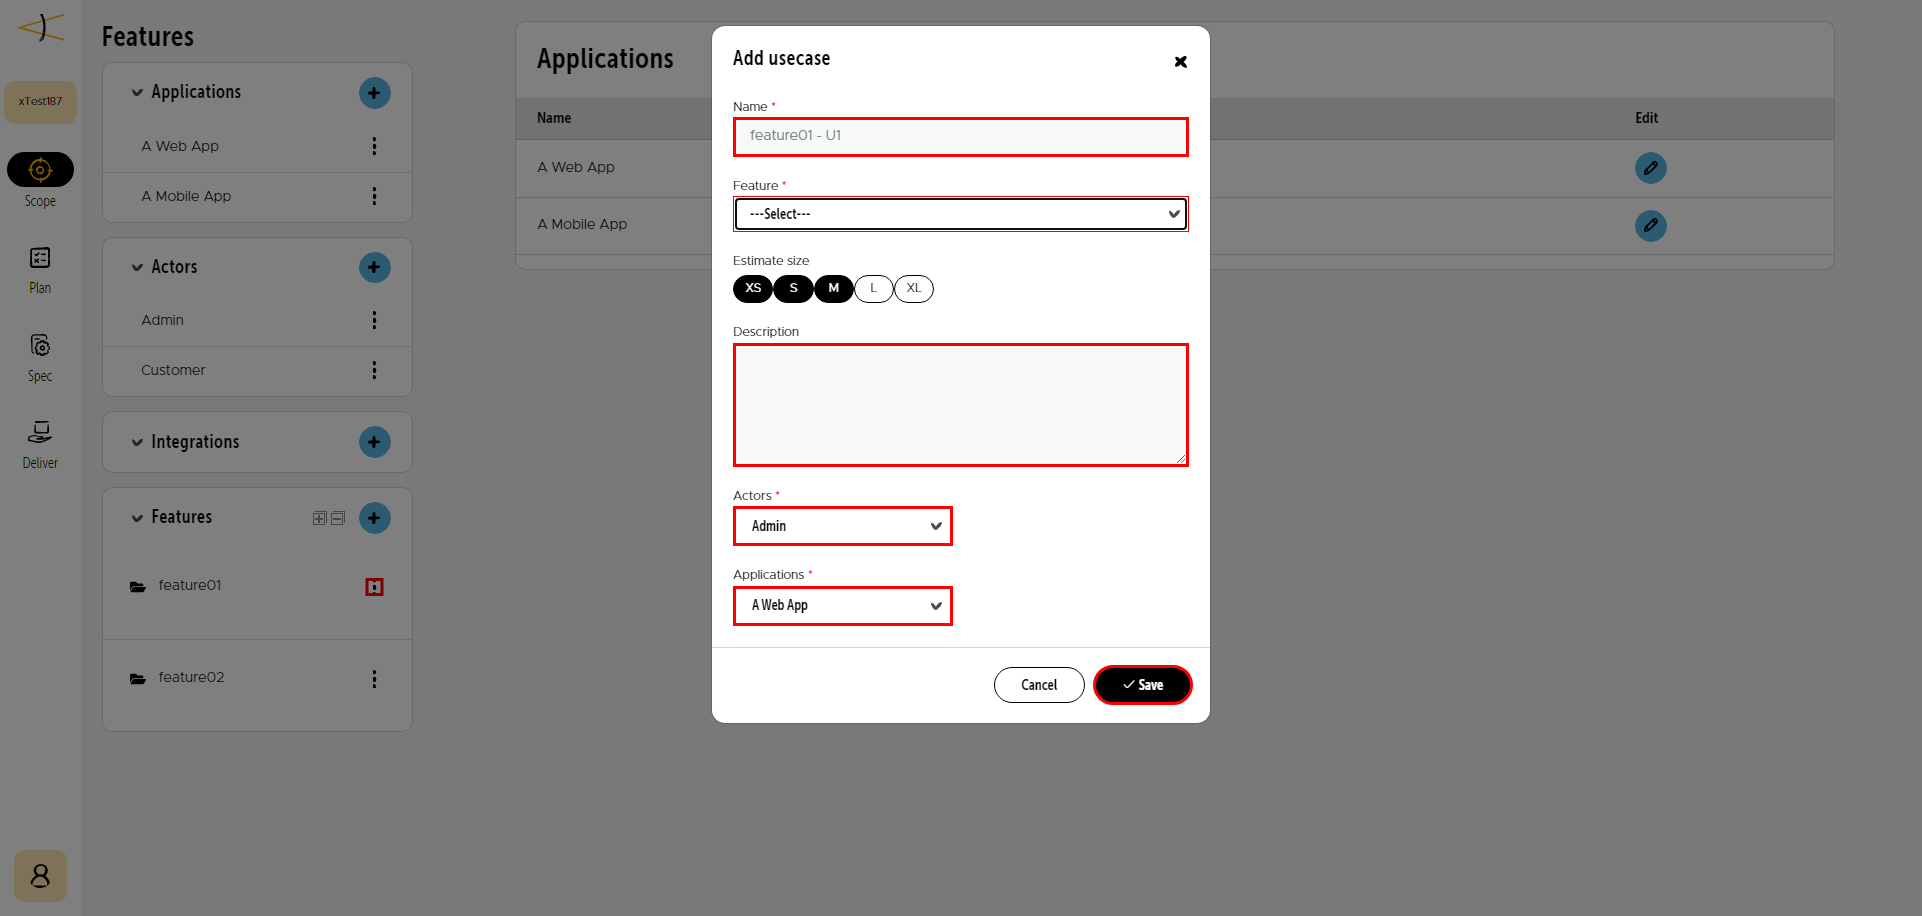 xTest187
Scope
Plan
Spec
Deliver
Features
Applications
A Web App
A Mobile App
Actors
Admin
Customer
Integrations
Features
feature01
feature02
Applications
Name
Edit
A Web App
A Mobile App
Add usecase
Name *
feature01 - U1
Feature *
---Select---
Estimate size
XS S M L XL
Description
Actors *
Admin
Applications *
A Web App
Cancel
Save